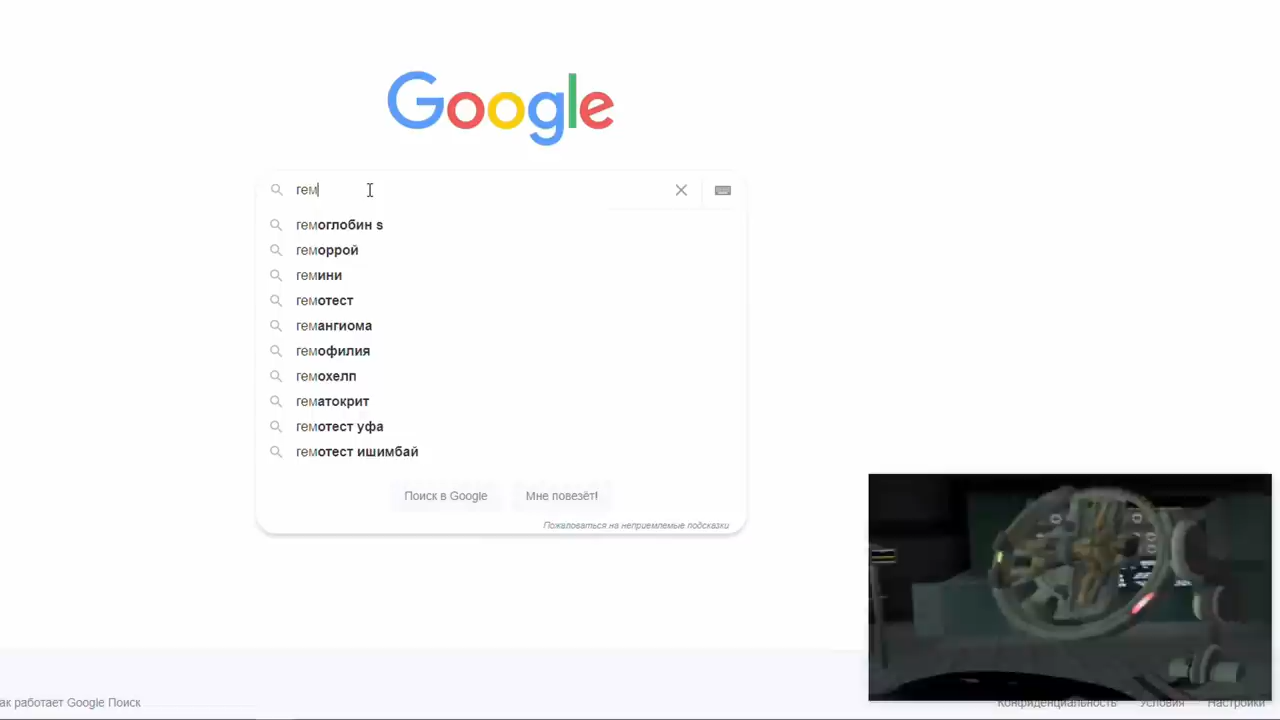 Google
гем
гемоглобин s
геморрой
гемини
гемотест
гемангиома
гемофилия
гемохелп
гематокрит
гемотест уфа
гемотест ишимбай
Поиск в Google
Мне повезёт!
Пожаловаться на неприемлемые подсказки
ак работает Google Поиск
Конфиденциальность
Условия
Настройки